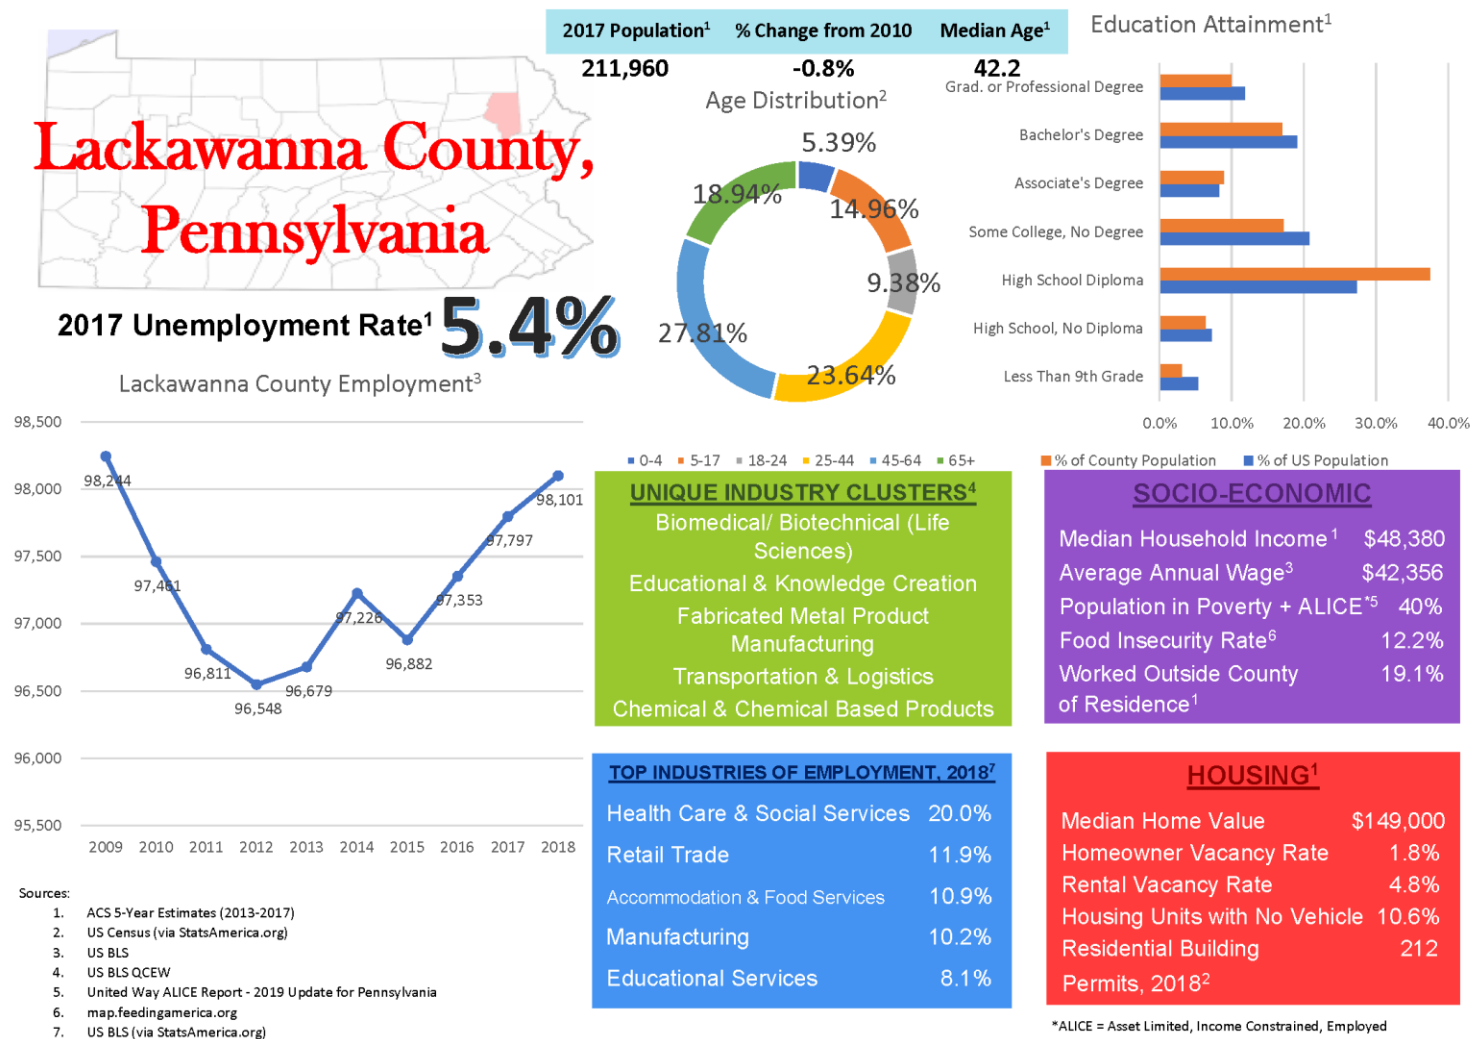 Lackawanna County,
Pennsylvania
2017 Unemployment Rate¹ 5.4%
2017 Population¹ % Change from 2010 Median Age¹
211,960 -0.8% 42.2
Age Distribution²
5.39%
14.96%
9.38%
23.64%
27.81%
18.94%
0-4 5-17 18-24 25-44 45-64 65+
Education Attainment¹
Grad. or Professional Degree
Bachelor's Degree
Associate's Degree
Some College, No Degree
High School Diploma
High School, No Diploma
Less Than 9th Grade
0.0% 10.0% 20.0% 30.0% 40.0%
% of County Population % of US Population
Lackawanna County Employment³
98,500
98,000
97,500
97,000
96,500
96,000
95,500
98,244
97,461
96,811
96,548
96,679
97,226
96,882
97,353
97,797
98,101
2009 2010 2011 2012 2013 2014 2015 2016 2017 2018
UNIQUE INDUSTRY CLUSTERS⁴
Biomedical/ Biotechnical (Life
Sciences)
Educational & Knowledge Creation
Fabricated Metal Product
Manufacturing
Transportation & Logistics
Chemical & Chemical Based Products
SOCIO-ECONOMIC
Median Household Income¹ $48,380
Average Annual Wage³ $42,356
Population in Poverty + ALICE*⁵ 40%
Food Insecurity Rate⁶ 12.2%
Worked Outside County 19.1%
of Residence¹
TOP INDUSTRIES OF EMPLOYMENT, 2018⁷
Health Care & Social Services 20.0%
Retail Trade 11.9%
Accommodation & Food Services 10.9%
Manufacturing 10.2%
Educational Services 8.1%
HOUSING¹
Median Home Value $149,000
Homeowner Vacancy Rate 1.8%
Rental Vacancy Rate 4.8%
Housing Units with No Vehicle 10.6%
Residential Building 212
Permits, 2018²
Sources:
1. ACS 5-Year Estimates (2013-2017)
2. US Census (via StatsAmerica.org)
3. US BLS
4. US BLS QCEW
5. United Way ALICE Report - 2019 Update for Pennsylvania
6. map.feedingamerica.org
7. US BLS (via StatsAmerica.org)
*ALICE = Asset Limited, Income Constrained, Employed